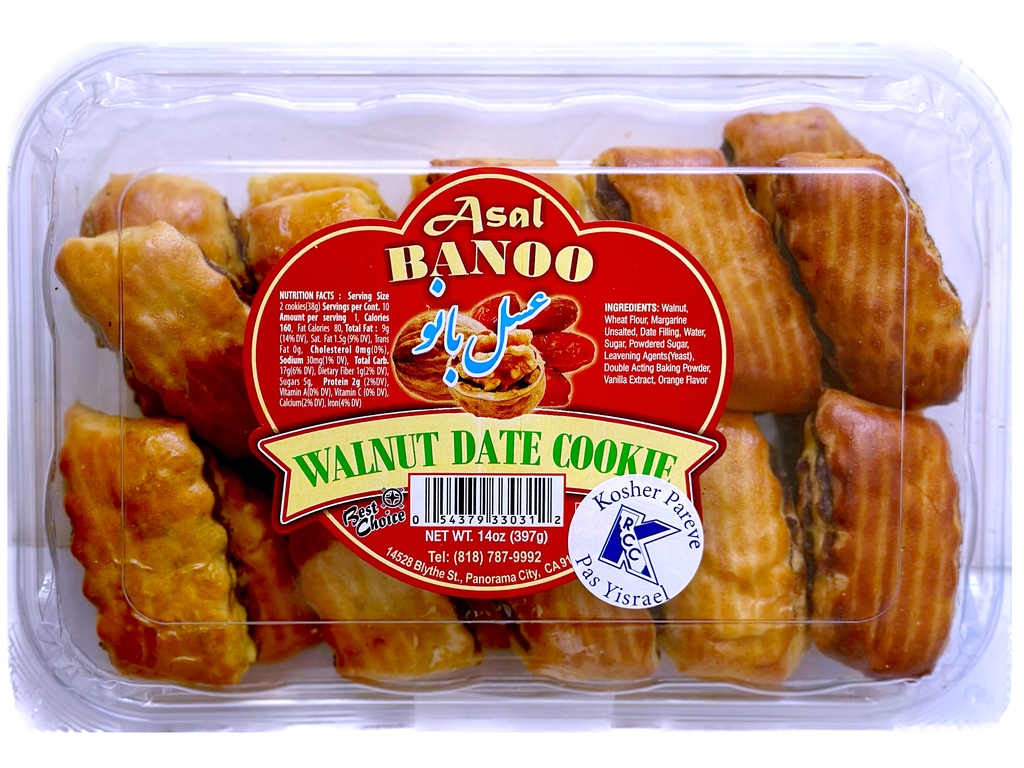 Asal
BANOO
عسل بانو
NUTRITION FACTS : Serving Size
2 cookies(38g) Servings per Cont. 10
Amount per serving 1, Calories
160, Fat Calories 80, Total Fat : 9g
(14% DV), Sat. Fat 1.5g (9% DV), Trans
Fat 0g, Cholesterol 0mg(0%),
Sodium 30mg(1% DV), Total Carb.
17g(6% DV), Dietary Fiber 1g(2% DV),
Sugars 5g, Protein 2g (2%DV),
Vitamin A(0% DV), Vitamin C (0% DV),
Calcium(2% DV), Iron(4% DV)
INGREDIENTS: Walnut,
Wheat Flour, Margarine
Unsalted, Date Filling, Water,
Sugar, Powdered Sugar,
Leavening Agents(Yeast),
Double Acting Baking Powder,
Vanilla Extract, Orange Flavor
WALNUT DATE COOKIE
Best
Choice
0 54379 33031 2
NET WT. 14oz (397g)
Tel: (818) 787-9992
14528 Blythe St., Panorama City, CA 91
Kosher Pareve
K
RCC
Pas Yisrael